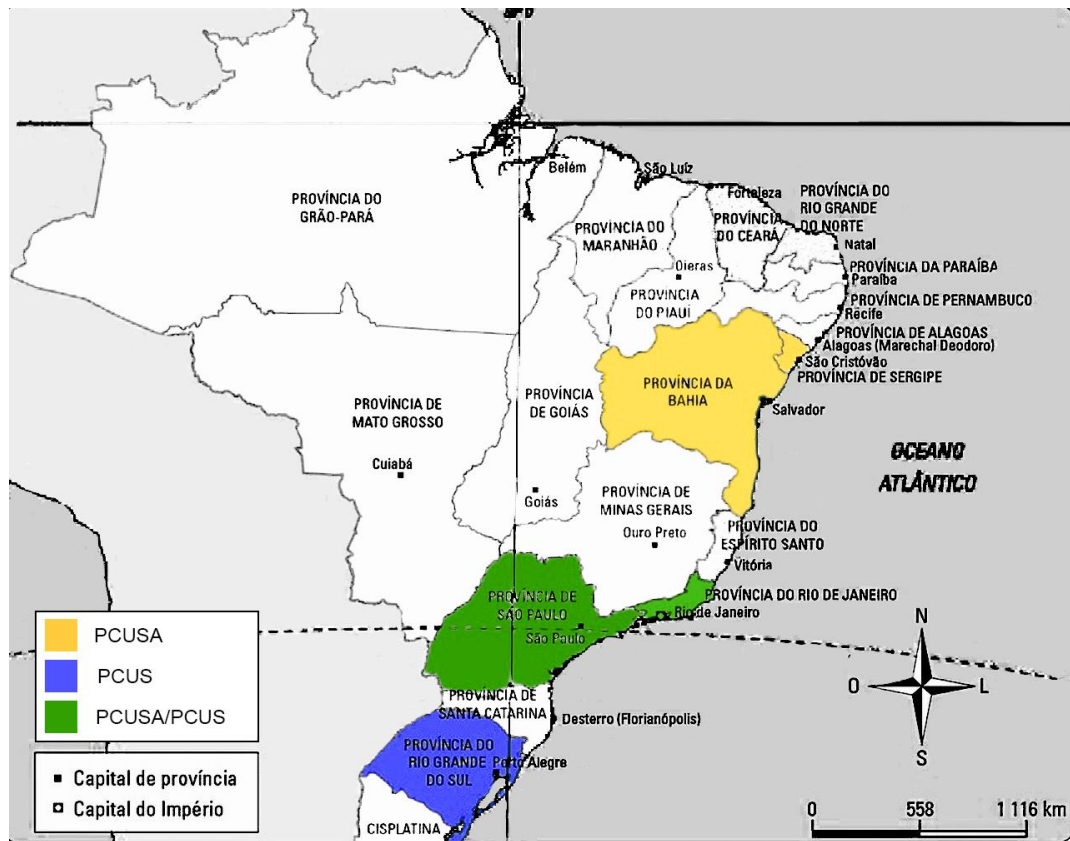 Belém
São Luíz
Fortaleza
PROVÍNCIA DO
RIO GRANDE
DO NORTE
Natal
PROVÍNCIA DO
GRÃO-PARÁ
PROVÍNCIA DO
MARANHÃO
PROVÍNCIA
DO CEARÁ
Oieras
PROVÍNCIA DA PARAÍBA
Paraíba
PROVÍNCIA
DO PIAUÍ
PROVÍNCIA DE PERNAMBUCO
Recife
PROVÍNCIA DE ALAGOAS
Alagoas (Marechal Deodoro)
São Cristóvão
PROVÍNCIA DE SERGIPE
PROVÍNCIA DA
BAHIA
Salvador
PROVÍNCIA
DE GOIÁS
PROVÍNCIA DE
MATO GROSSO
Cuiabá
Goiás
OCEANO
ATLÂNTICO
PROVÍNCIA DE
MINAS GERAIS
Ouro Preto
PROVÍNCIA DO
ESPÍRITO SANTO
Vitória
PROVÍNCIA DE
SÃO PAULO
São Paulo
PROVÍNCIA DO RIO DE JANEIRO
Rio de Janeiro
PROVÍNCIA DE
SANTA CATARINA
Desterro (Florianópolis)
PROVÍNCIA DO
RIO GRANDE
DO SUL
Porto Alegre
CISPLATINA
PCUSA
PCUS
PCUSA/PCUS
Capital de província
Capital do Império
N
O
L
S
0 558 1 116 km